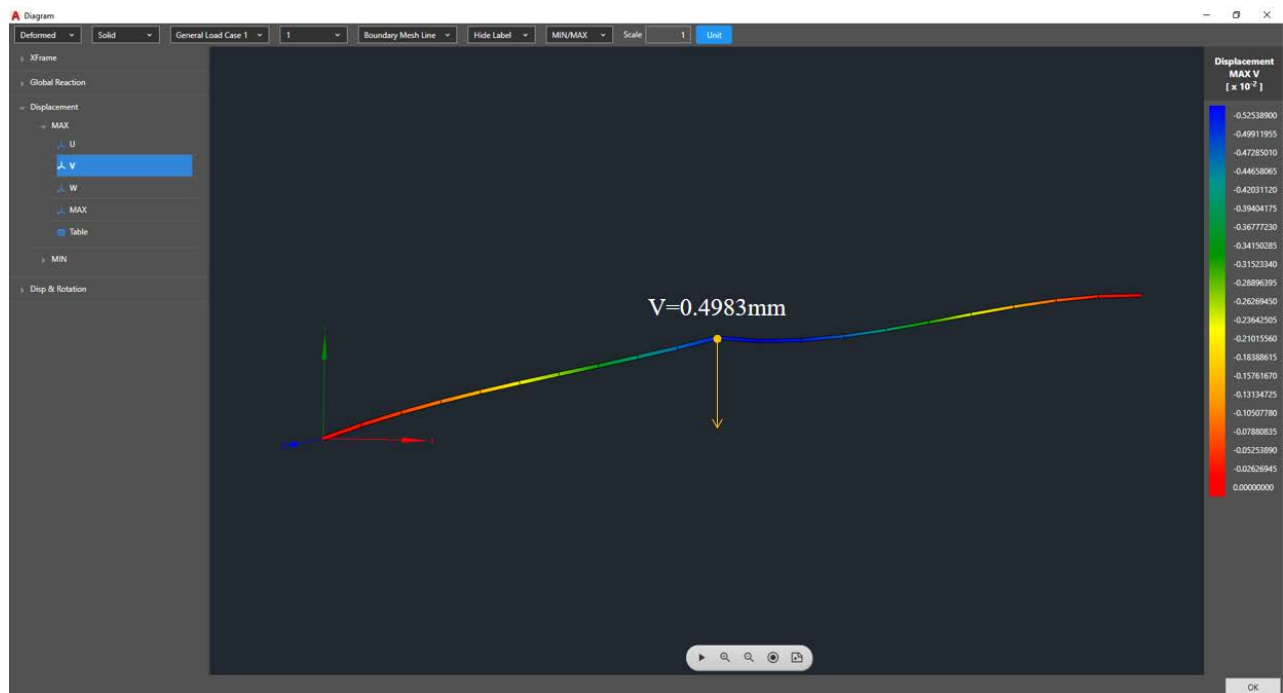 Diagram
Deformed Solid General Load Case 1 1 Boundary Mesh Line Hide Label MIN/MAX Scale 1 Unit
XFrame
Global Reaction
Displacement
MAX
U
V
W
MAX
Table
MIN
Disp & Rotation
V=0.4983mm
Displacement
MAX V
[ x 10-2 ]
-0.52538900
-0.49911955
-0.47285010
-0.44658065
-0.42031120
-0.39404175
-0.36777230
-0.34150285
-0.31523340
-0.28896395
-0.26269450
-0.23642505
-0.21015560
-0.18388615
-0.15761670
-0.13134725
-0.10507780
-0.07880835
-0.05253890
-0.02626945
0.00000000
OK